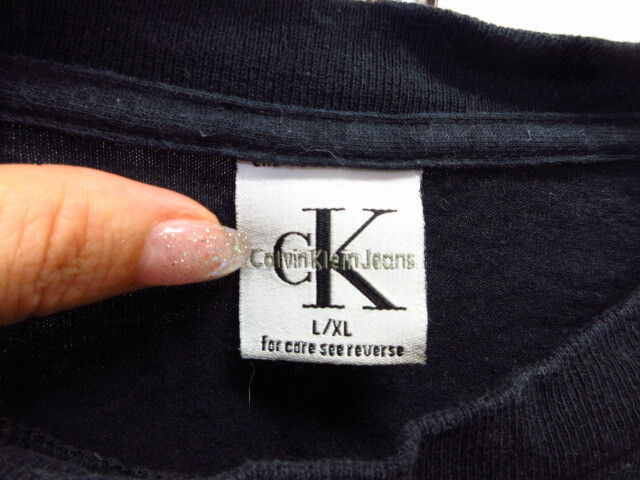 CK
Calvin Klein Jeans
L/XL
for care see reverse